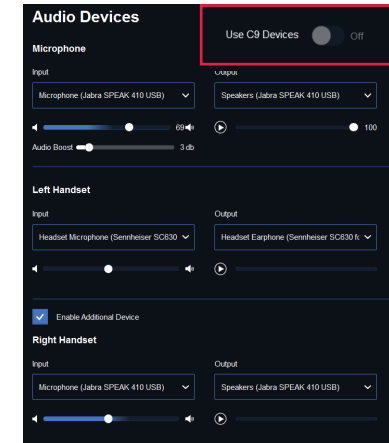 Audio Devices
Use C9 Devices Off
Microphone
Input Output
Microphone (Jabra SPEAK 410 USB) Speakers (Jabra SPEAK 410 USB)
69 100
Audio Boost 3 db
Left Handset
Input Output
Headset Microphone (Sennheiser SC630 Headset Earphone (Sennheiser SC630 fc
Enable Additional Device
Right Handset
Input Output
Microphone (Jabra SPEAK 410 USB) Speakers (Jabra SPEAK 410 USB)